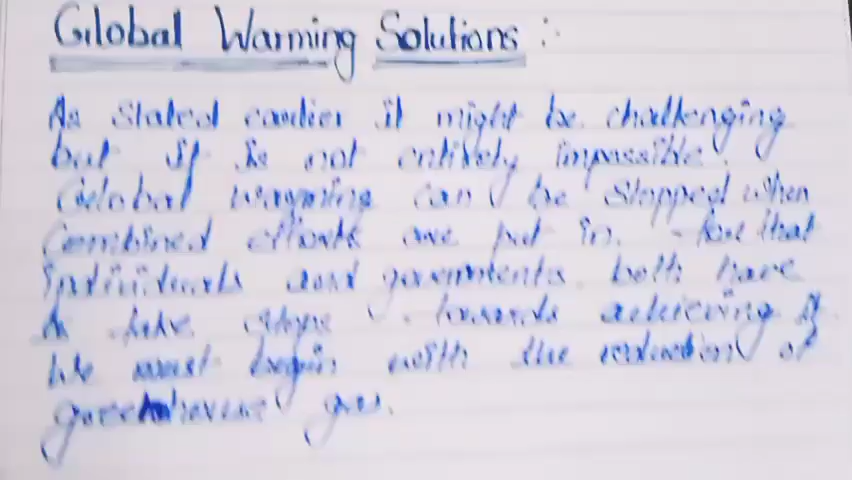 Global Warming Solutions :
As stated earlier it might be challenging
but it is not entirely impossible.
Global warming can be stopped when
combined efforts are put in. For that
individuals and governments, both have
to take steps towards achieving it.
We must begin with the reduction of
greenhouse gas.